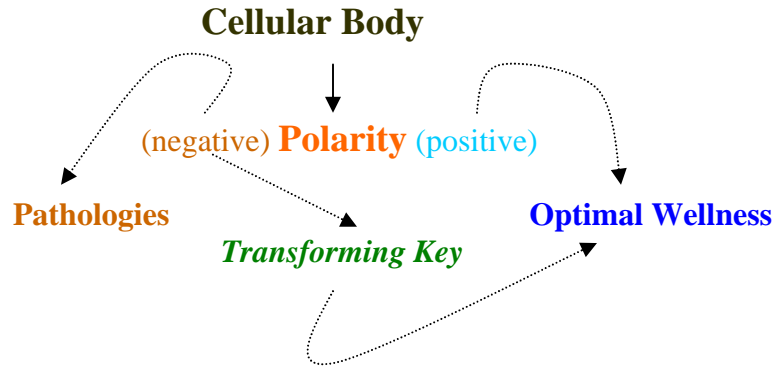 Cellular Body
(negative) Polarity (positive)
Pathologies
Optimal Wellness
Transforming Key